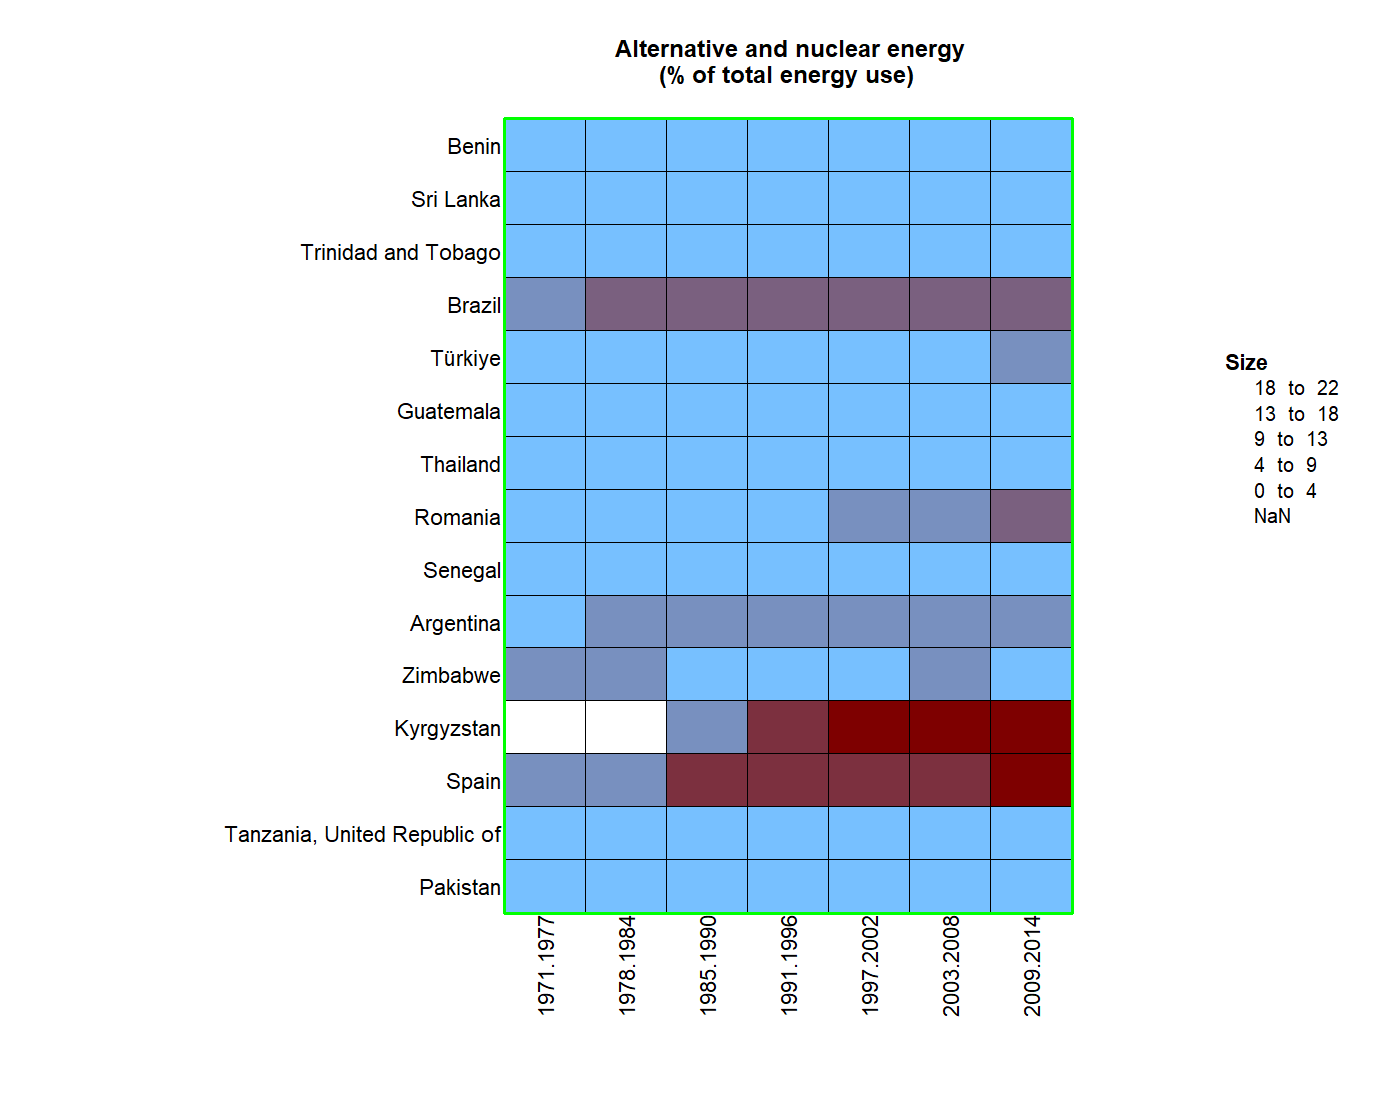 Alternative and nuclear energy
(% of total energy use)
Benin
Sri Lanka
Trinidad and Tobago
Brazil
Türkiye
Guatemala
Thailand
Romania
Senegal
Argentina
Zimbabwe
Kyrgyzstan
Spain
Tanzania, United Republic of
Pakistan
1971.1977
1978.1984
1985.1990
1991.1996
1997.2002
2003.2008
2009.2014
Size
18 to 22
13 to 18
9 to 13
4 to 9
0 to 4
NaN